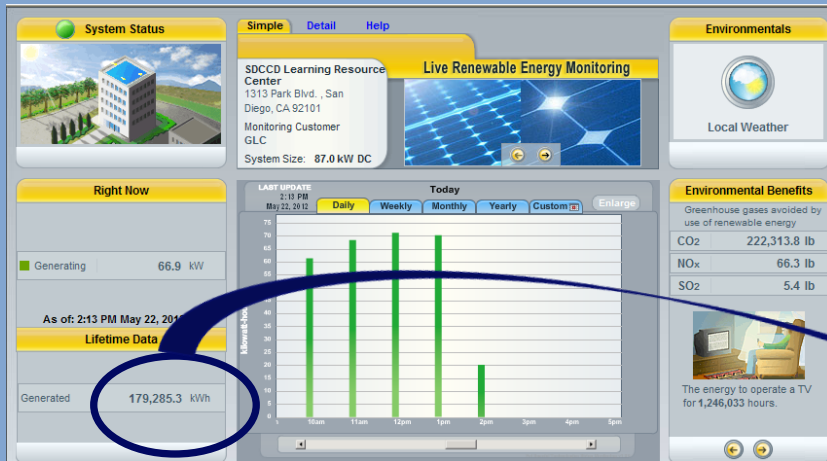 System Status
Simple Detail Help
SDCCD Learning Resource
Center
1313 Park Blvd. , San
Diego, CA 92101
Monitoring Customer
GLC
System Size: 87.0 kW DC
Live Renewable Energy Monitoring
Environmentals
Local Weather
Right Now
Generating 66.9 kW
As of: 2:13 PM May 22,
Lifetime Data
Generated 179,285.3 kWh
LAST UPDATE
2:13 PM
May 22, 2012
Today
Daily Weekly Monthly Yearly Custom
Enlarge
75
70
65
60
55
45
40
35
30
25
20
15
10
5
0
10am 11am 12pm 1pm 2pm 3pm 4pm 5pm
Environmental Benefits
Greenhouse gases avoided by
use of renewable energy
CO2 222,313.8 lb
NOx 66.3 lb
SO2 5.4 lb
The energy to operate a TV
for 1,246,033 hours.